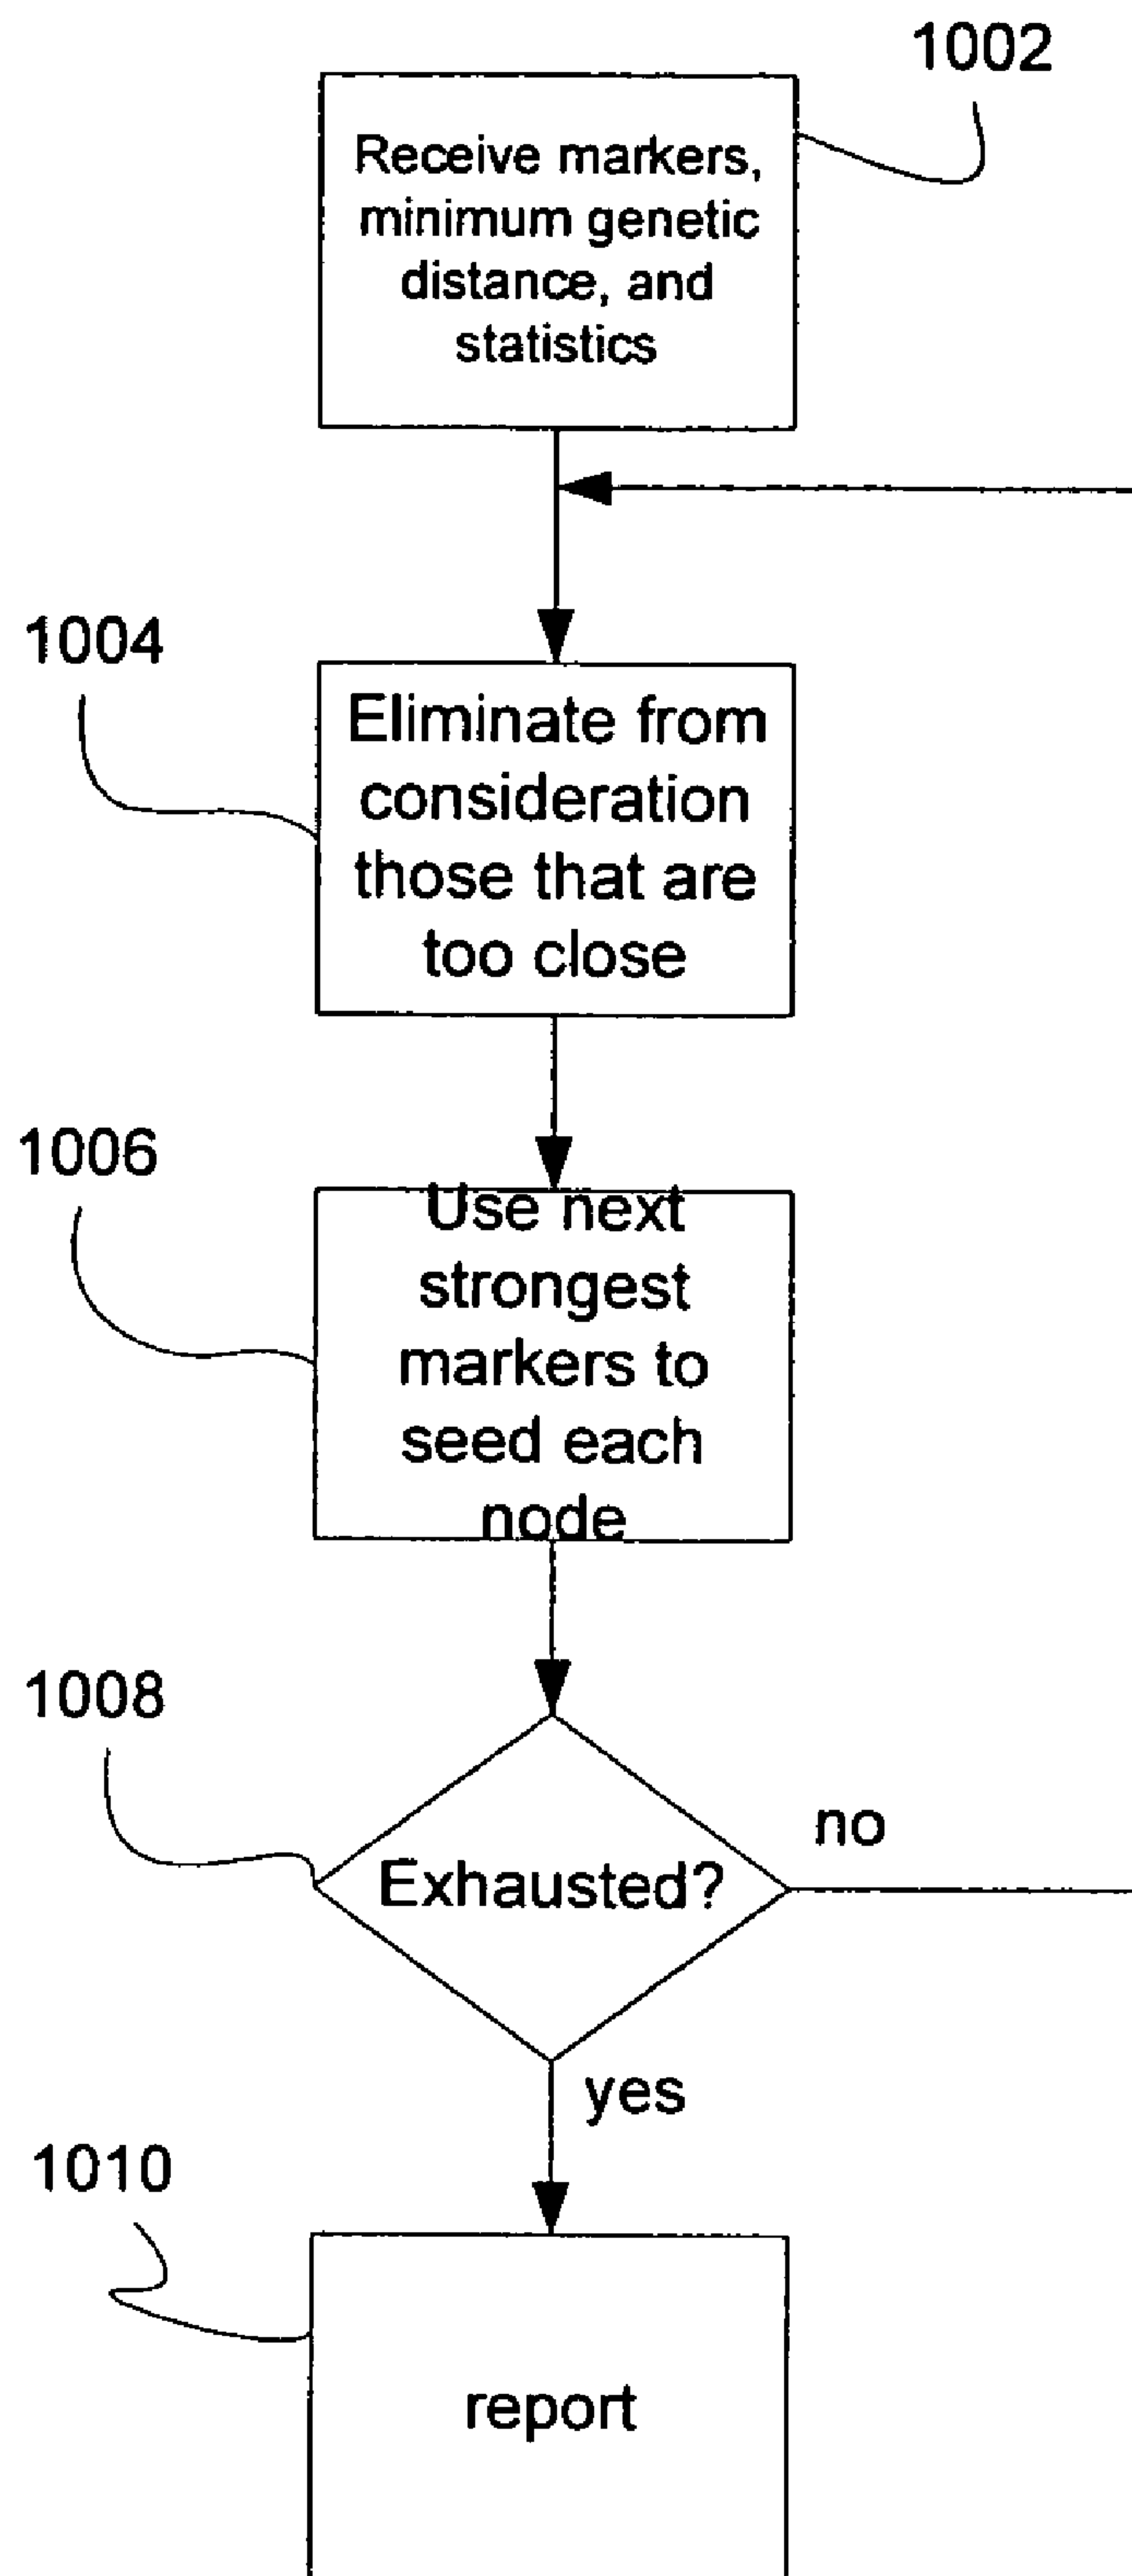 1002
Receive markers,
minimum genetic
distance, and
statistics
1004
Eliminate from
consideration
those that are
too close
1006
Use next
strongest
markers to
seed each
node
1008
Exhausted?
no
yes
1010
report